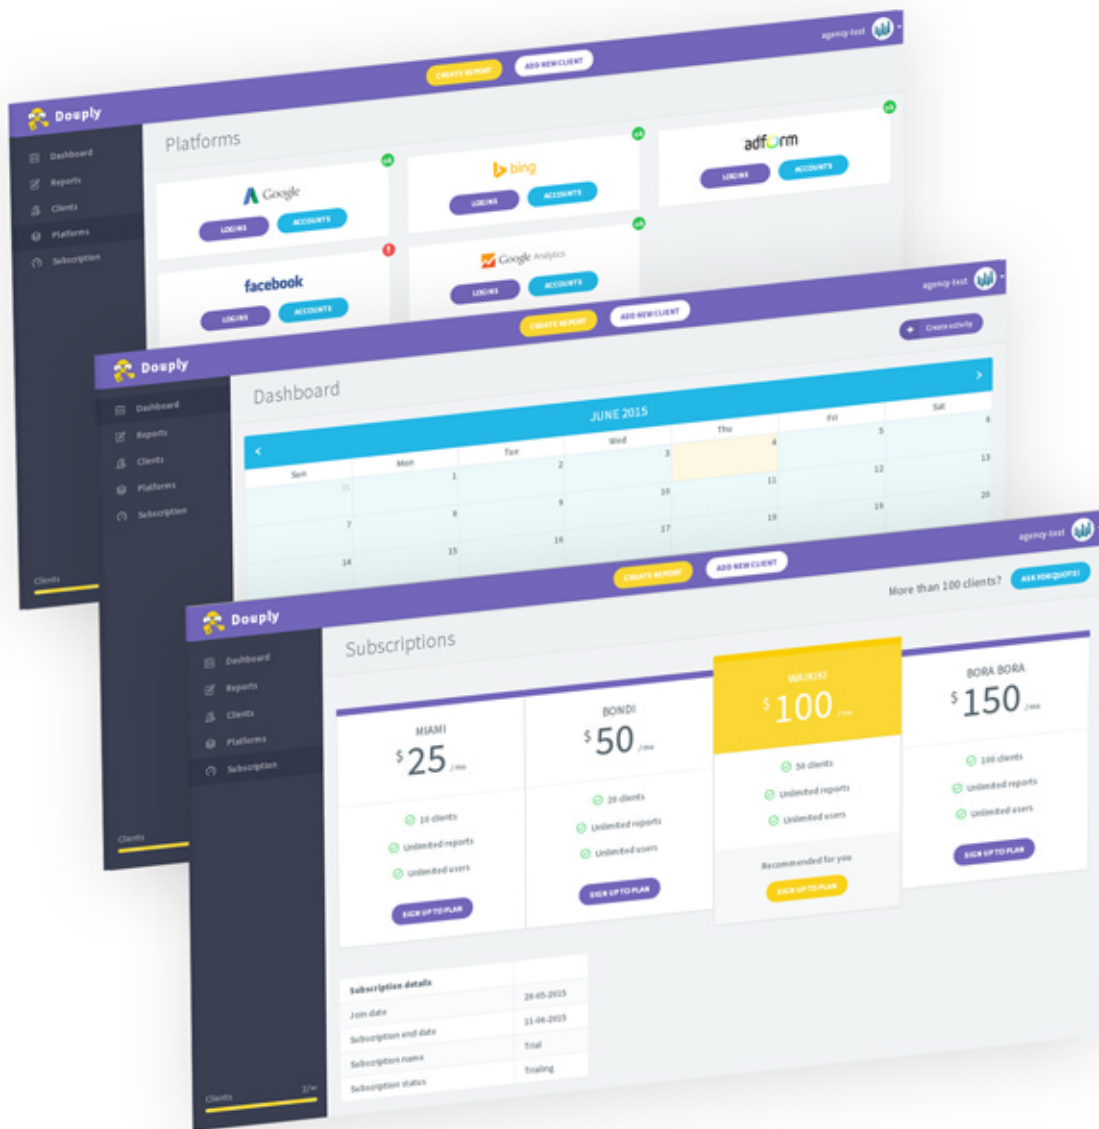 Douply
CREATE REPORT
ADD NEW CLIENT
agency-test
Dashboard
Reports
Clients
Platforms
Subscription
Clients
Platforms
Google
LOGINS
ACCOUNTS
ok
bing
LOGINS
ACCOUNTS
ok
adform
LOGINS
ACCOUNTS
ok
facebook
LOGINS
ACCOUNTS
!
Google Analytics
LOGINS
ACCOUNTS
ok
Douply
CREATE REPORT
ADD NEW CLIENT
agency-test
Dashboard
Reports
Clients
Platforms
Subscription
Clients
Dashboard
+ Create activity
< JUNE 2015 >
Sun Mon Tue Wed Thu Fri Sat
31 1 2 3 4 5 6
7 8 9 10 11 12 13
14 15 16 17 18 19 20
Douply
CREATE REPORT
ADD NEW CLIENT
agency-test
Dashboard
Reports
Clients
Platforms
Subscription
Clients 2/∞
Subscriptions
More than 100 clients?
ASK FOR QUOTE!
MIAMI
$ 25 /mo
10 clients
Unlimited reports
Unlimited users
SIGN UP TO PLAN
BONDI
$ 50 /mo
20 clients
Unlimited reports
Unlimited users
SIGN UP TO PLAN
WAIKIKI
$ 100 /mo
50 clients
Unlimited reports
Unlimited users
Recommended for you
SIGN UP TO PLAN
BORA BORA
$ 150 /mo
100 clients
Unlimited reports
Unlimited users
SIGN UP TO PLAN
Subscription details
Join date 28-05-2015
Subscription end date 11-06-2015
Subscription name Trial
Subscription status Trialing